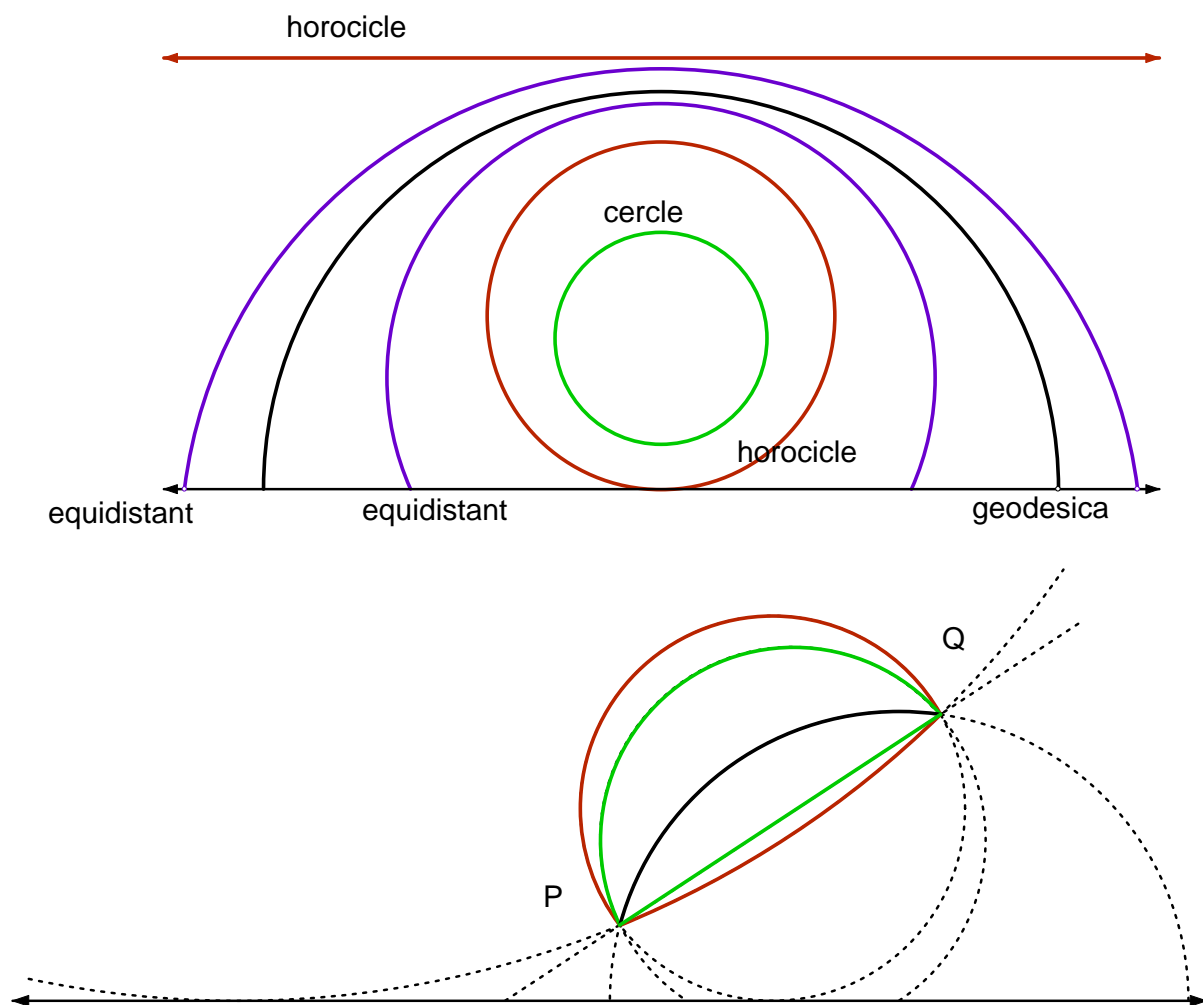 horocicle
cercle
horocicle
equidistant
equidistant
geodesica
Q
P